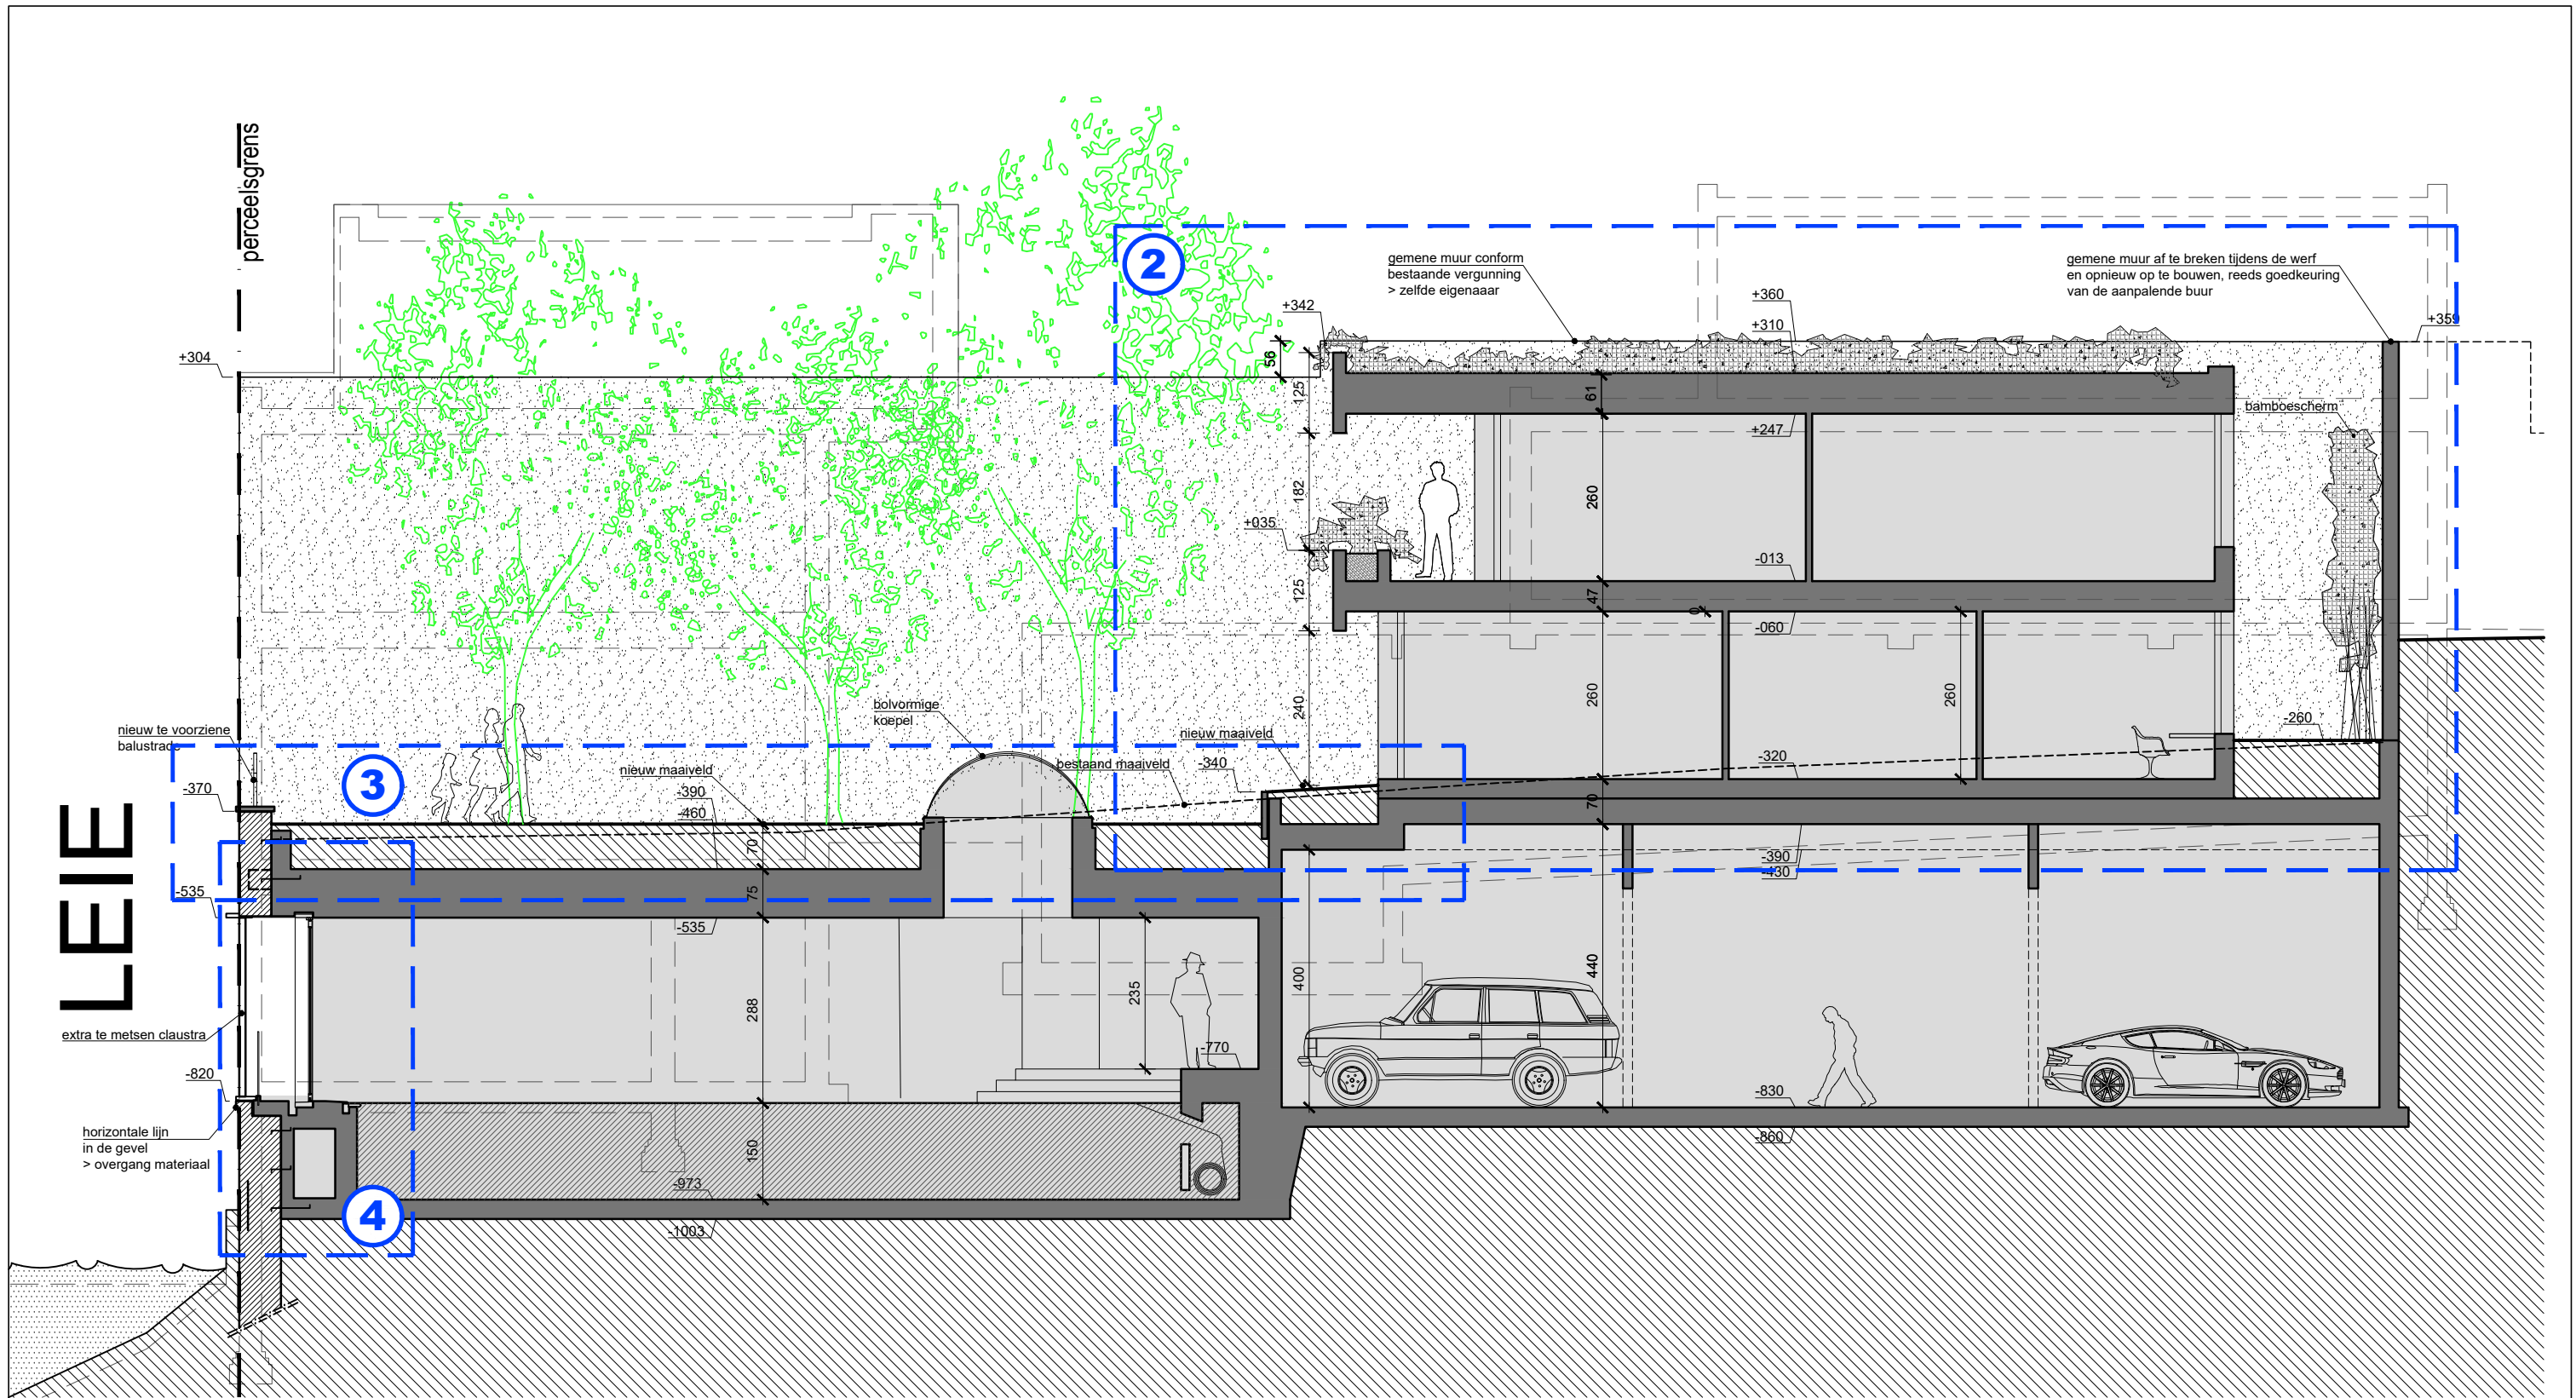 perceelsgrens
2
gemene muur conform
bestaande vergunning
> zelfde eigenaaar
gemene muur af te breken tijdens de werf
en opnieuw op te bouwen, reeds goedkeuring
van de aanpalende buur
+342
+360
+310
+359
+304
56
125
61
+247
bamboescherm
182
260
+035
-013
125
47
0
-060
240
260
260
-260
nieuw te voorziene
balustrade
bolvormige
koepel
nieuw maaiveld
3
nieuw maaiveld
bestaand maaiveld
-340
-320
-370
-390
-460
70
70
-390
-430
LEIE
-535
75
-535
400
440
288
235
extra te metsen claustra
-770
-820
-830
horizontale lijn
in de gevel
> overgang materiaal
150
-860
-973
4
-1003